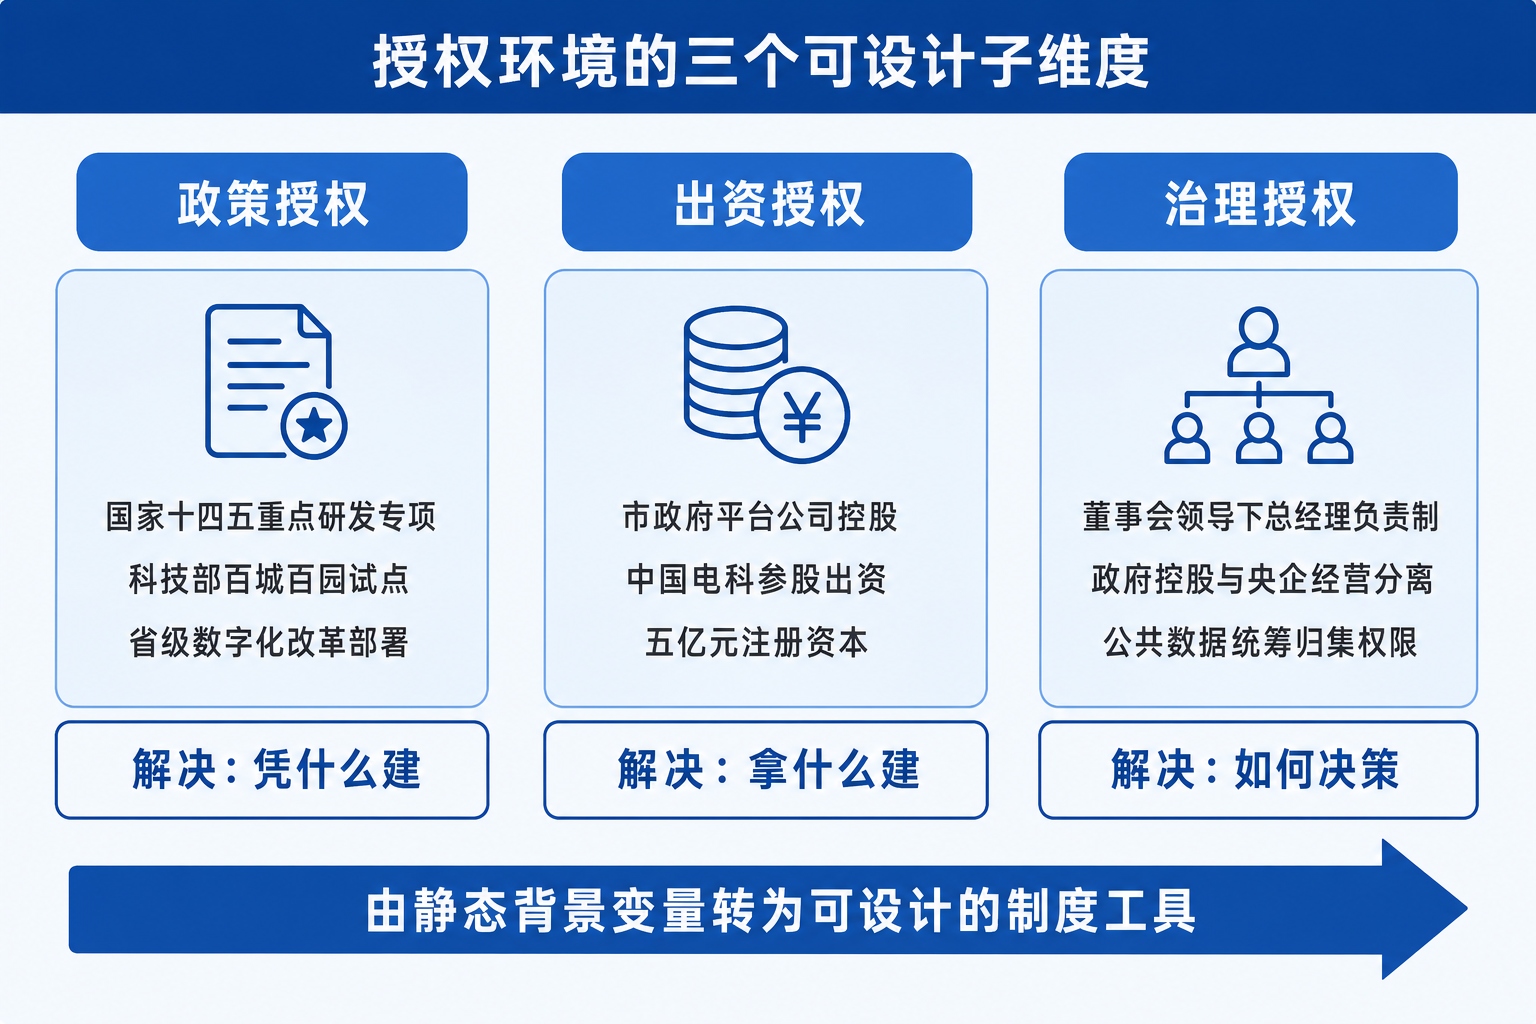 授权环境的三个可设计子维度
政策授权
国家十四五重点研发专项
科技部百城百园试点
省级数字化改革部署
解决：凭什么建
出资授权
¥
市政府平台公司控股
中国电科参股出资
五亿元注册资本
解决：拿什么建
治理授权
董事会领导下总经理负责制
政府控股与央企经营分离
公共数据统筹归集权限
解决：如何决策
由静态背景变量转为可设计的制度工具